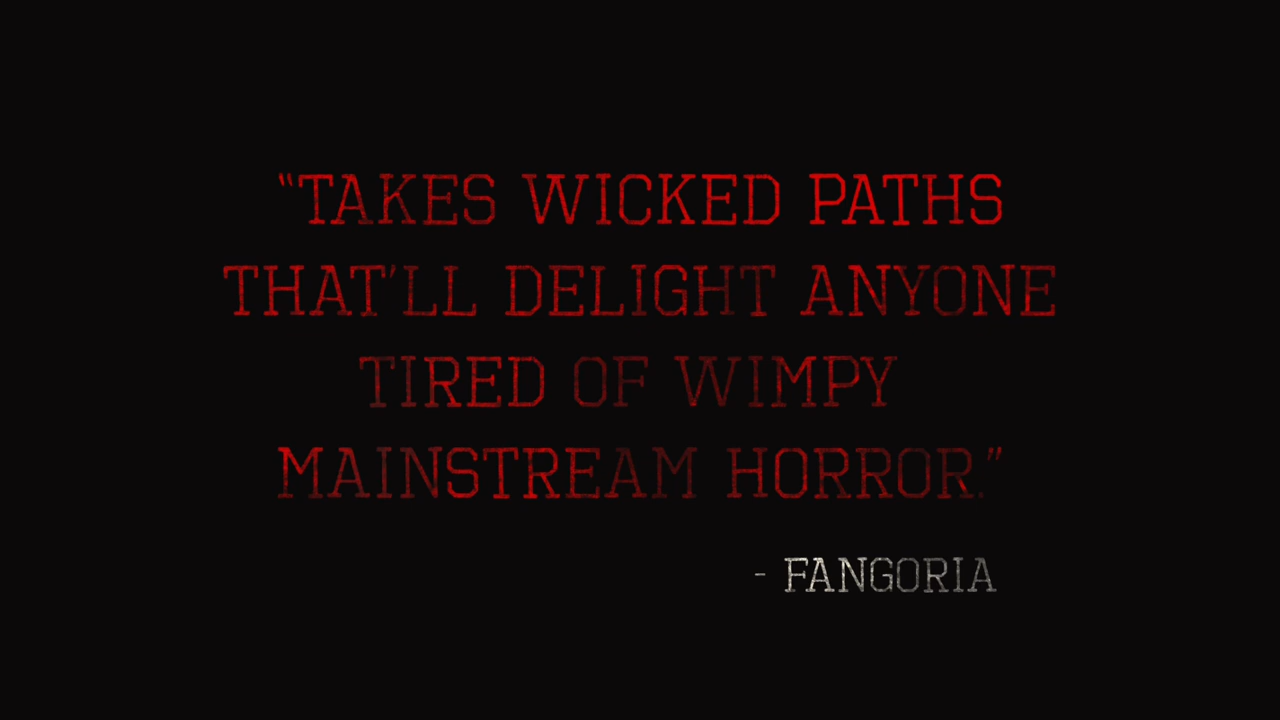 “TAKES WICKED PATHS
THAT'LL DELIGHT ANYONE
TIRED OF WIMPY
MAINSTREAM HORROR.”
- FANGORIA